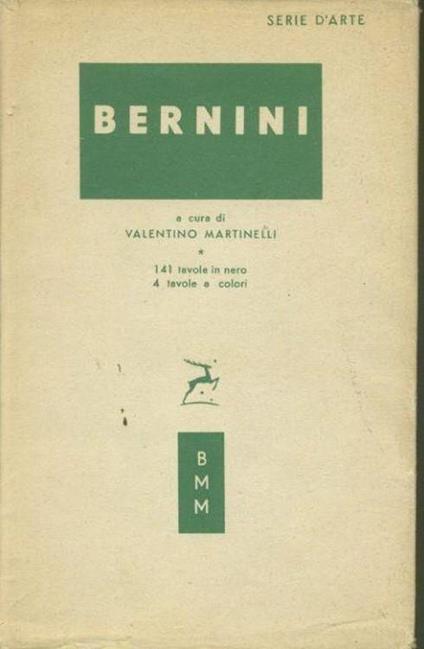 SERIE D'ARTE
BERNINI
a cura di
VALENTINO MARTINELLI
*
141 tavole in nero
4 tavole a colori
B
M
M